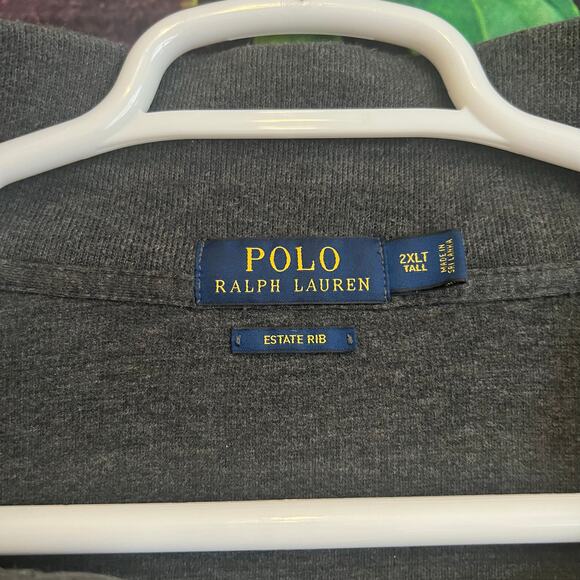 POLO
RALPH LAUREN
2XLT
TALL
MADE IN
SRI LANKA
ESTATE RIB